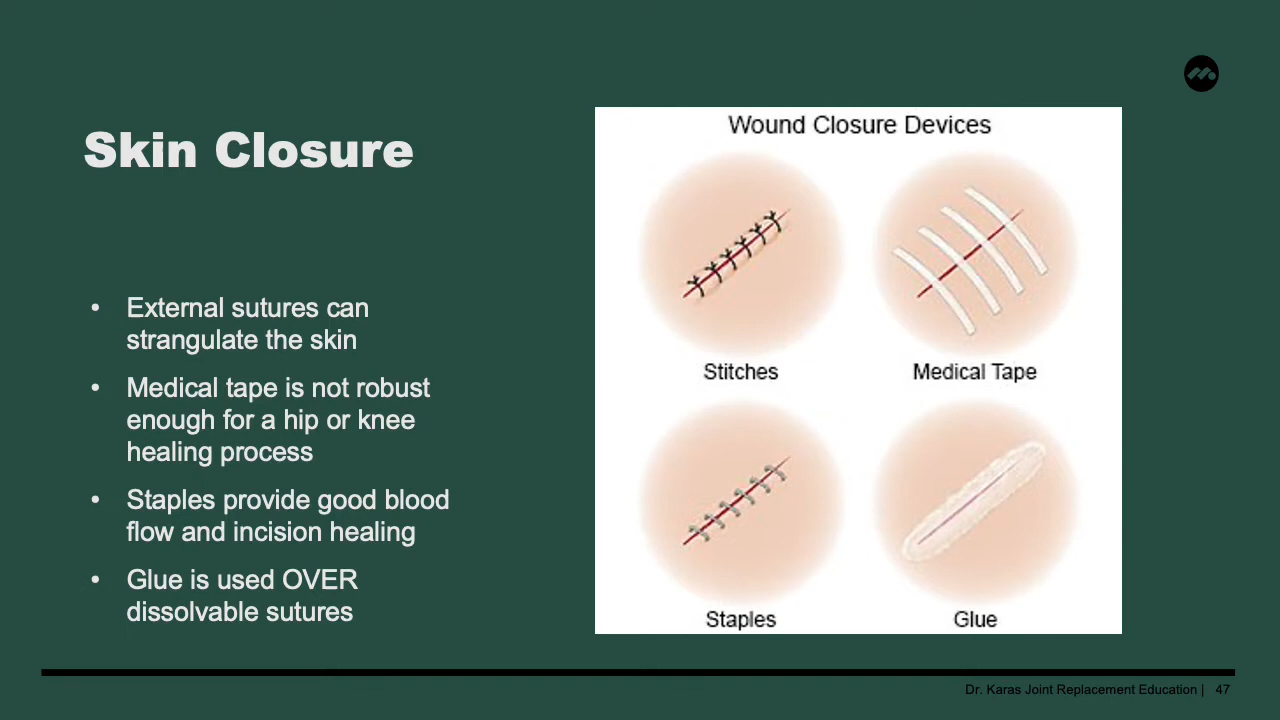 Skin Closure
• External sutures can
strangulate the skin
• Medical tape is not robust
enough for a hip or knee
healing process
• Staples provide good blood
flow and incision healing
• Glue is used OVER
dissolvable sutures
Wound Closure Devices
Stitches
Medical Tape
Staples
Glue
Dr. Karas Joint Replacement Education | 47